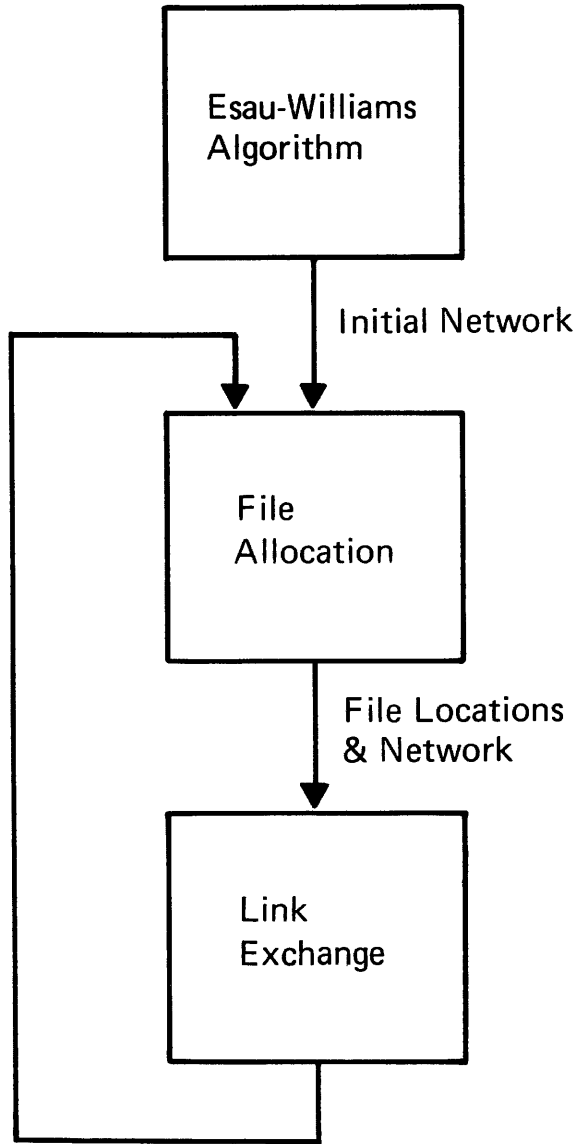 Esau-Williams
Algorithm
Initial Network
File
Allocation
File Locations
& Network
Link
Exchange